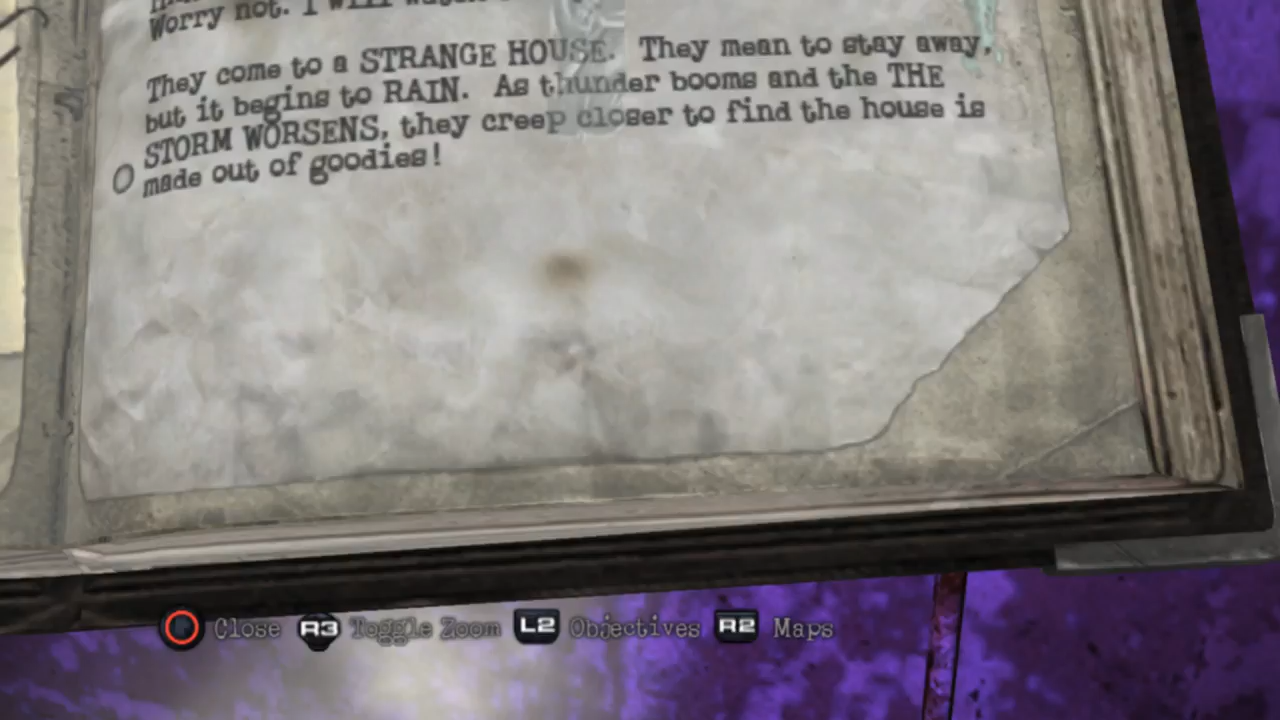 Worry not. I will
They come to a STRANGE HOUSE. They mean to stay away,
but it begins to RAIN. As thunder booms and the THE
STORM WORSENS, they creep closer to find the house is
made out of goodies!
Close R3 Toggle Zoom L2 Objectives R2 Maps